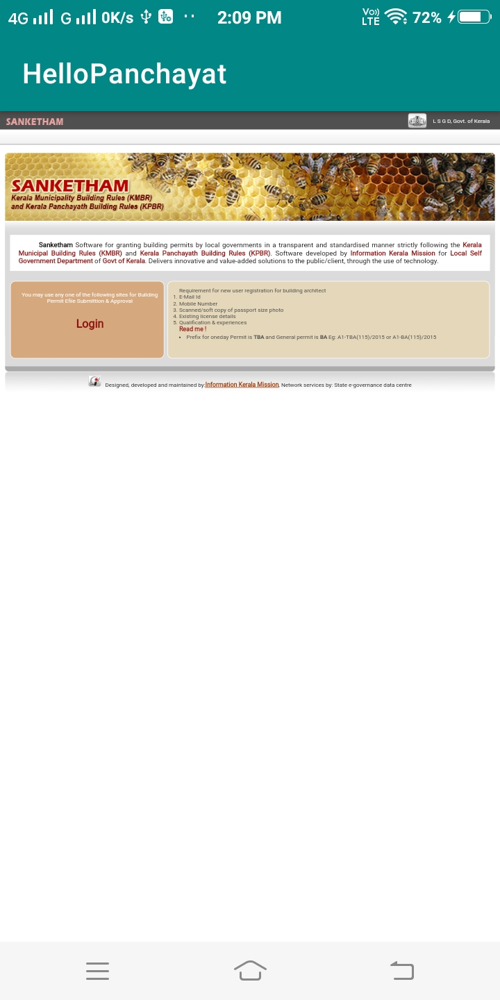 4G G 0K/s 2:09 PM Vo)) LTE 72%
HelloPanchayat
SANKETHAM L S G D, Govt. of Kerala
SANKETHAM
Kerala Municipality Building Rules (KMBR)
and Kerala Panchayath Building Rules (KPBR)
Sanketham Software for granting building permits by local governments in a transparent and standardised manner strictly following the Kerala
Municipal Building Rules (KMBR) and Kerala Panchayath Building Rules (KPBR). Software developed by Information Kerala Mission for Local Self
Government Department of Govt of Kerala. Delivers innovative and value-added solutions to the public/client, through the use of technology.
You may use any one of the following sites for Building
Permit Efile Submittion & Approval
Login
Requirement for new user registration for building architect
1. E-Mail Id
2. Mobile Number
3. Scanned/soft copy of passport size photo
4. Existing license details
5. Qualification & experiences
Read me !
• Prefix for oneday Permit is TBA and General permit is BA Eg: A1-TBA(115)/2015 or A1-BA(115)/2015
Designed, developed and maintained by:Information Kerala Mission, Network services by: State e-governance data centre